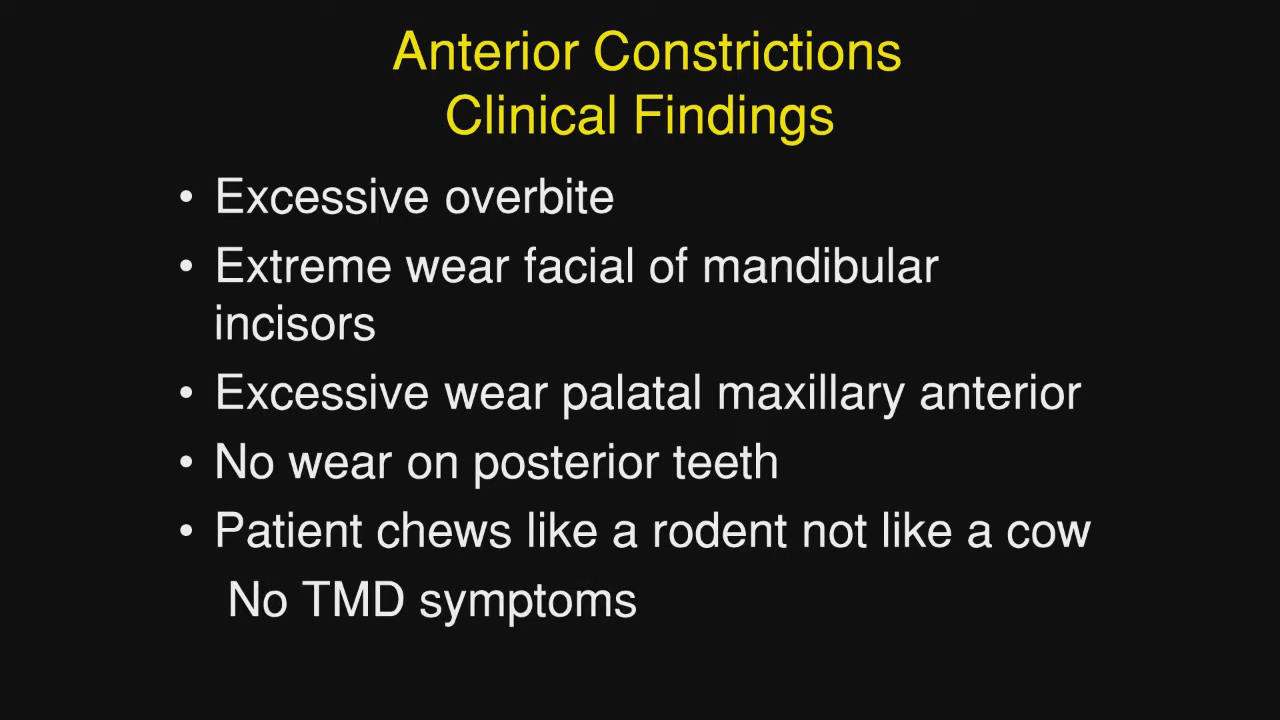 Anterior Constrictions
Clinical Findings
• Excessive overbite
• Extreme wear facial of mandibular
incisors
• Excessive wear palatal maxillary anterior
• No wear on posterior teeth
• Patient chews like a rodent not like a cow
No TMD symptoms